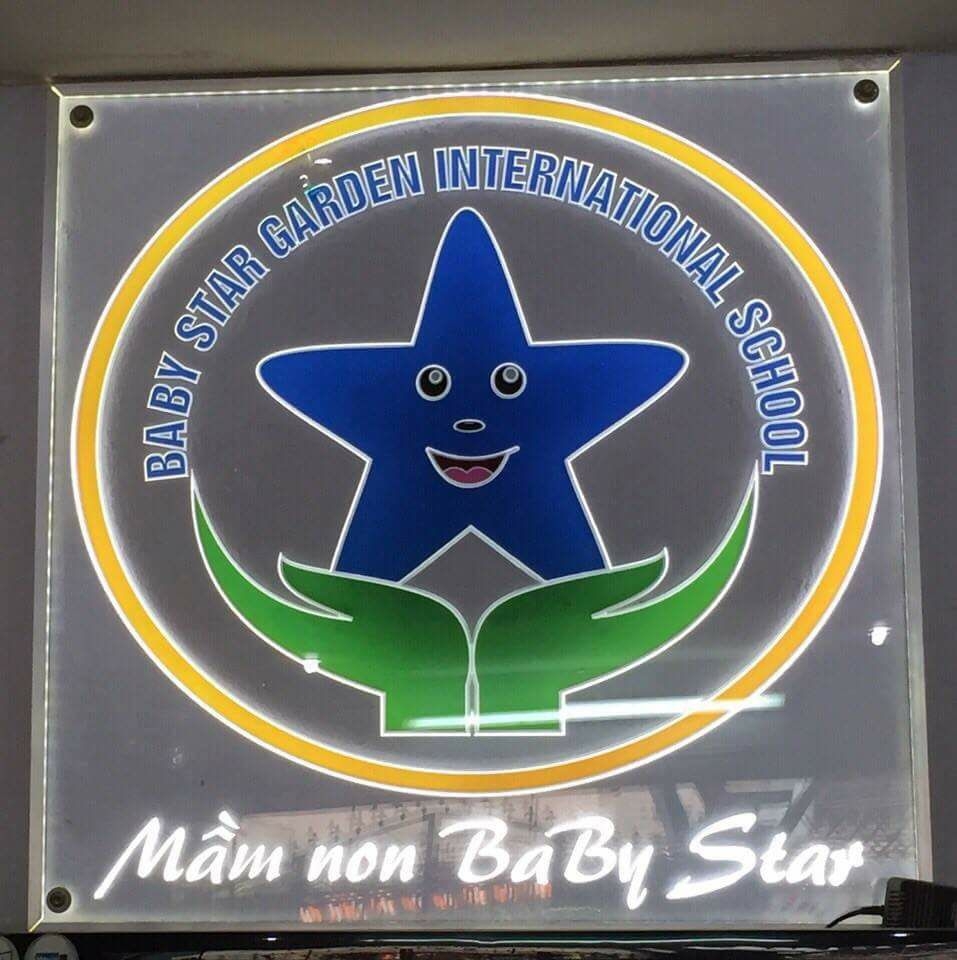 BABY STAR GARDEN INTERNATIONAL SCHOOL
Mầm non BaBy Star